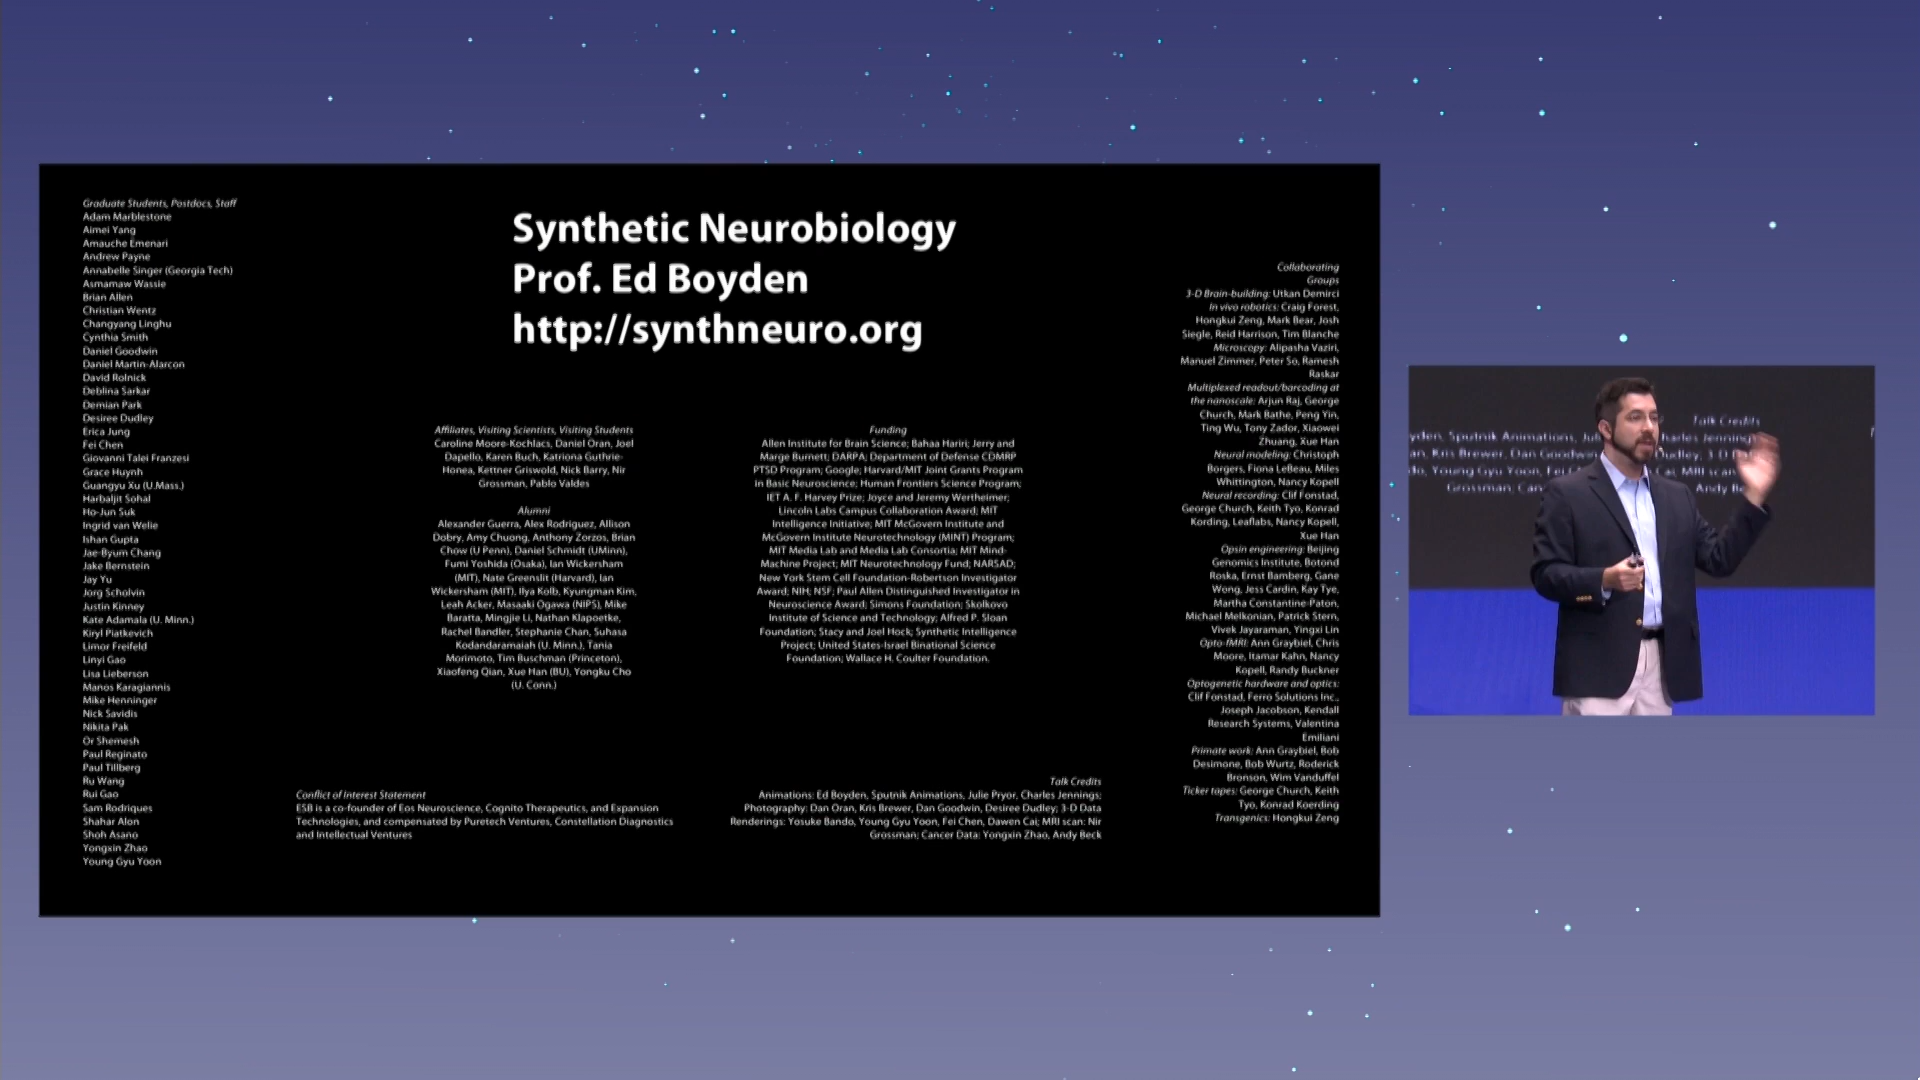 Graduate Students, Postdocs, Staff
Adam Marblestone
Aimei Yang
Amauche Emenari
Andrew Payne
Annabelle Singer (Georgia Tech)
Asmamaw Wassie
Brian Allen
Christian Wentz
Changyang Linghu
Cynthia Smith
Daniel Goodwin
Daniel Martin-Alarcon
David Rolnick
Deblina Sarkar
Demian Park
Desiree Dudley
Erica Jung
Fei Chen
Giovanni Talei Franzesi
Grace Huynh
Guangyu Xu (U.Mass.)
Harbaljit Sohal
Ho-Jun Suk
Ingrid van Welie
Ishan Gupta
Jae-Byum Chang
Jake Bernstein
Jay Yu
Jorg Scholvin
Justin Kinney
Kate Adamala (U. Minn.)
Kiryl Piatkevich
Limor Freifeld
Linyi Gao
Lisa Lieberson
Manos Karagiannis
Mike Henninger
Nick Savidis
Nikita Pak
Or Shemesh
Paul Reginato
Paul Tillberg
Ru Wang
Rui Gao
Sam Rodriques
Shahar Alon
Shoh Asano
Yongxin Zhao
Young Gyu Yoon
Synthetic Neurobiology
Prof. Ed Boyden
http://synthneuro.org
Affiliates, Visiting Scientists, Visiting Students
Caroline Moore-Kochlacs, Daniel Oran, Joel
Dapello, Karen Buch, Katriona Guthrie-
Honea, Kettner Griswold, Nick Barry, Nir
Grossman, Pablo Valdes
Alumni
Alexander Guerra, Alex Rodriguez, Allison
Dobry, Amy Chuong, Anthony Zorzos, Brian
Chow (U Penn), Daniel Schmidt (UMinn),
Fumi Yoshida (Osaka), Ian Wickersham
(MIT), Nate Greenslit (Harvard), Ian
Wickersham (MIT), Ilya Kolb, Kyungman Kim,
Leah Acker, Masaaki Ogawa (NIPS), Mike
Baratta, Mingjie Li, Nathan Klapoetke,
Rachel Bandler, Stephanie Chan, Suhasa
Kodandaramaiah (U. Minn.), Tania
Morimoto, Tim Buschman (Princeton),
Xiaofeng Qian, Xue Han (BU), Yongku Cho
(U. Conn.)
Funding
Allen Institute for Brain Science; Bahaa Hariri; Jerry and
Marge Burnett; DARPA; Department of Defense CDMRP
PTSD Program; Google; Harvard/MIT Joint Grants Program
in Basic Neuroscience; Human Frontiers Science Program;
IET A. F. Harvey Prize; Joyce and Jeremy Wertheimer;
Lincoln Labs Campus Collaboration Award; MIT
Intelligence Initiative; MIT McGovern Institute and
McGovern Institute Neurotechnology (MINT) Program;
MIT Media Lab and Media Lab Consortia; MIT Mind-
Machine Project; MIT Neurotechnology Fund; NARSAD;
New York Stem Cell Foundation-Robertson Investigator
Award; NIH; NSF; Paul Allen Distinguished Investigator in
Neuroscience Award; Simons Foundation; Skolkovo
Institute of Science and Technology; Alfred P. Sloan
Foundation; Stacy and Joel Hock; Synthetic Intelligence
Project; United States-Israel Binational Science
Foundation; Wallace H. Coulter Foundation.
Collaborating
Groups
3-D Brain-building: Utkan Demirci
In vivo robotics: Craig Forest,
Hongkui Zeng, Mark Bear, Josh
Siegle, Reid Harrison, Tim Blanche
Microscopy: Alipasha Vaziri,
Manuel Zimmer, Peter So, Ramesh
Raskar
Multiplexed readout/barcoding at
the nanoscale: Arjun Raj, George
Church, Mark Bathe, Peng Yin,
Ting Wu, Tony Zador, Xiaowei
Zhuang, Xue Han
Neural modeling: Christoph
Borgers, Fiona LeBeau, Miles
Whittington, Nancy Kopell
Neural recording: Clif Fonstad,
George Church, Keith Tyo, Konrad
Kording, Leaflabs, Nancy Kopell,
Xue Han
Opsin engineering: Beijing
Genomics Institute, Botond
Roska, Ernst Bamberg, Gane
Wong, Jess Cardin, Kay Tye,
Martha Constantine-Paton,
Michael Melkonian, Patrick Stern,
Vivek Jayaraman, Yingxi Lin
Opto-fMRI: Ann Graybiel, Chris
Moore, Itamar Kahn, Nancy
Kopell, Randy Buckner
Optogenetic hardware and optics:
Clif Fonstad, Ferro Solutions Inc.,
Joseph Jacobson, Kendall
Research Systems, Valentina
Emiliani
Primate work: Ann Graybiel, Bob
Desimone, Bob Wurtz, Roderick
Bronson, Wim Vanduffel
Ticker tapes: George Church, Keith
Tyo, Konrad Koerding
Transgenics: Hongkui Zeng
Conflict of Interest Statement
ESB is a co-founder of Eos Neuroscience, Cognito Therapeutics, and Expansion
Technologies, and compensated by Puretech Ventures, Constellation Diagnostics
and Intellectual Ventures
Talk Credits
Animations: Ed Boyden, Sputnik Animations, Julie Pryor, Charles Jennings;
Photography: Dan Oran, Kris Brewer, Dan Goodwin, Desiree Dudley; 3-D Data
Renderings: Yosuke Bando, Young Gyu Yoon, Fei Chen, Dawen Cai; MRI scan: Nir
Grossman; Cancer Data: Yongxin Zhao, Andy Beck
Talk Credits
Sputnik Animations, Charles Jennings
Kris Brewer, Dan Goodwin Dudley; 3-D
Young Gyu Yoon, MRI scan
Grossman; Andy